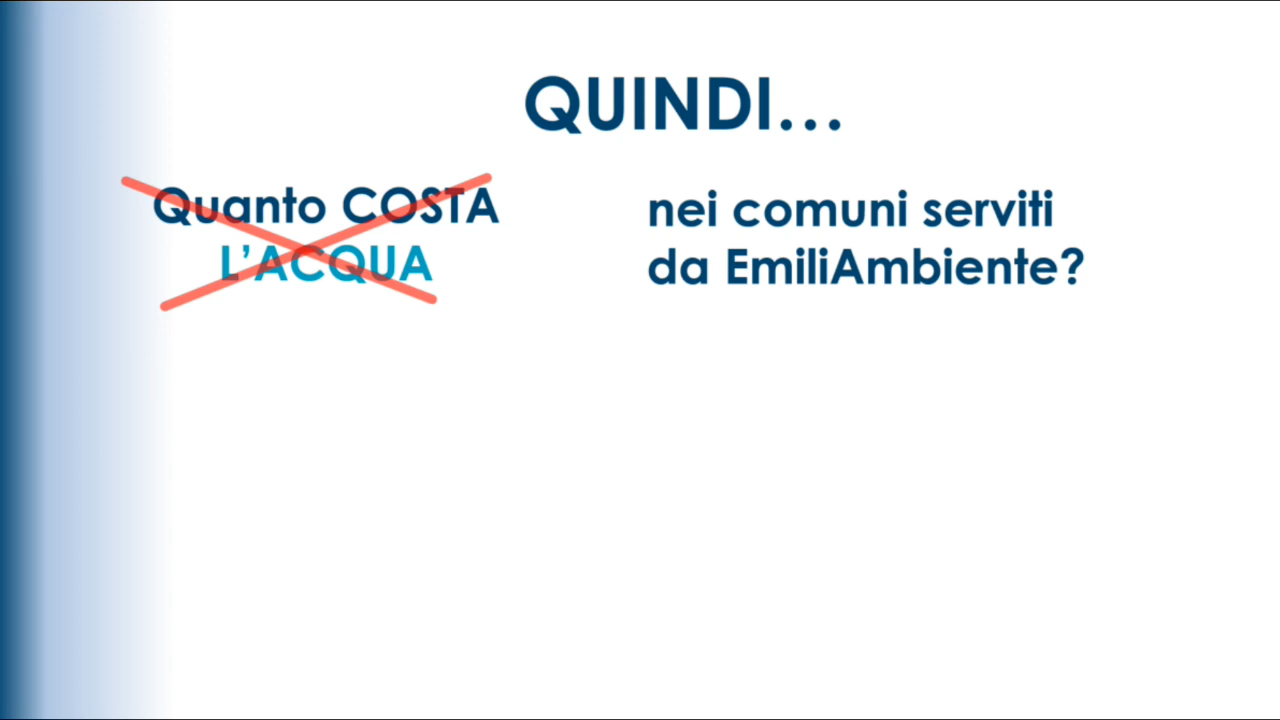 QUINDI...
Quanto COSTA
L’ACQUA
nei comuni serviti
da EmiliAmbiente?